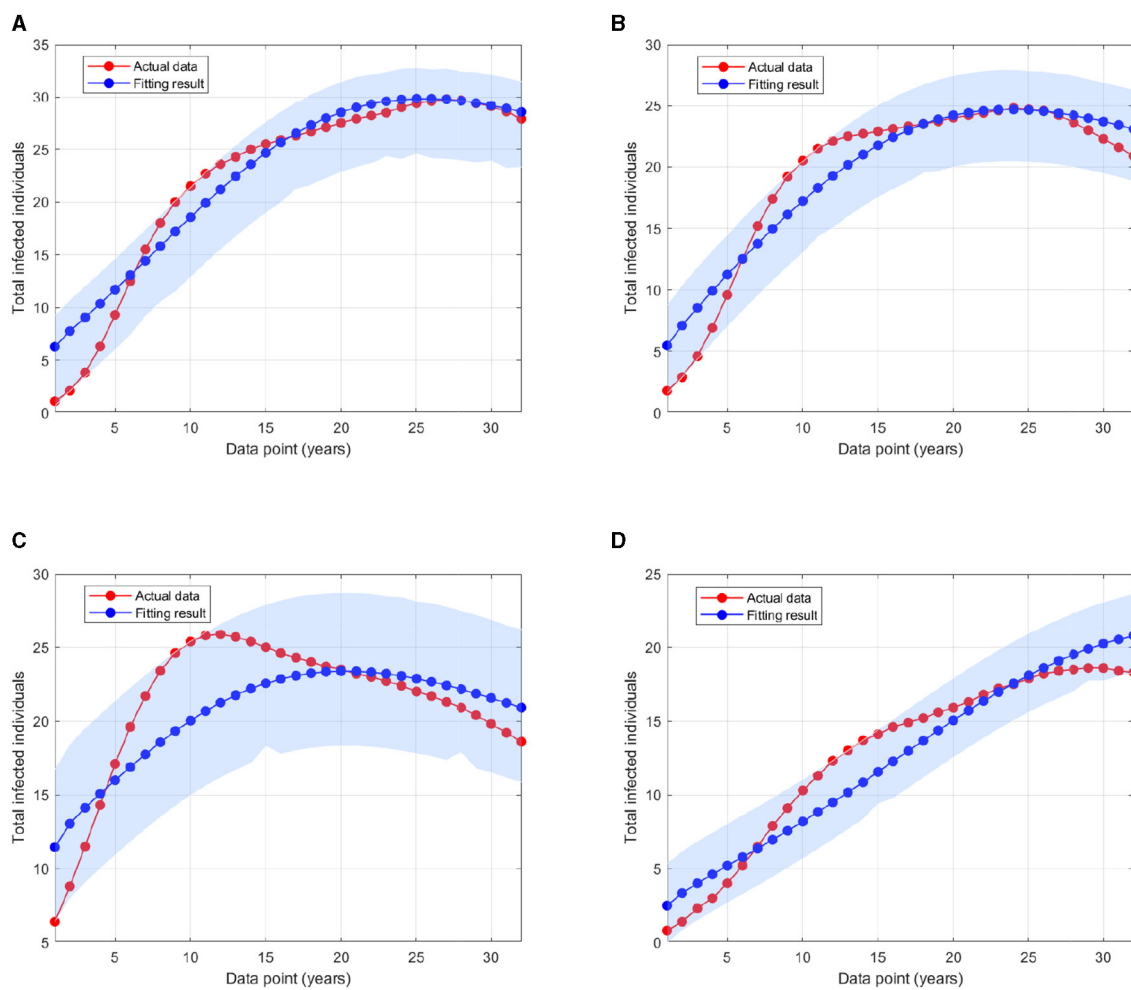 A
35
30
25
20
15
10
5
0
Total infected individuals
Actual data
Fitting result
5 10 15 20 25 30
Data point (years)
B
30
25
20
15
10
5
0
Total infected individuals
Actual data
Fitting result
5 10 15 20 25 30
Data point (years)
C
30
25
20
15
10
5
Total infected individuals
Actual data
Fitting result
5 10 15 20 25 30
Data point (years)
D
25
20
15
10
5
0
Total infected individuals
Actual data
Fitting result
5 10 15 20 25 30
Data point (years)